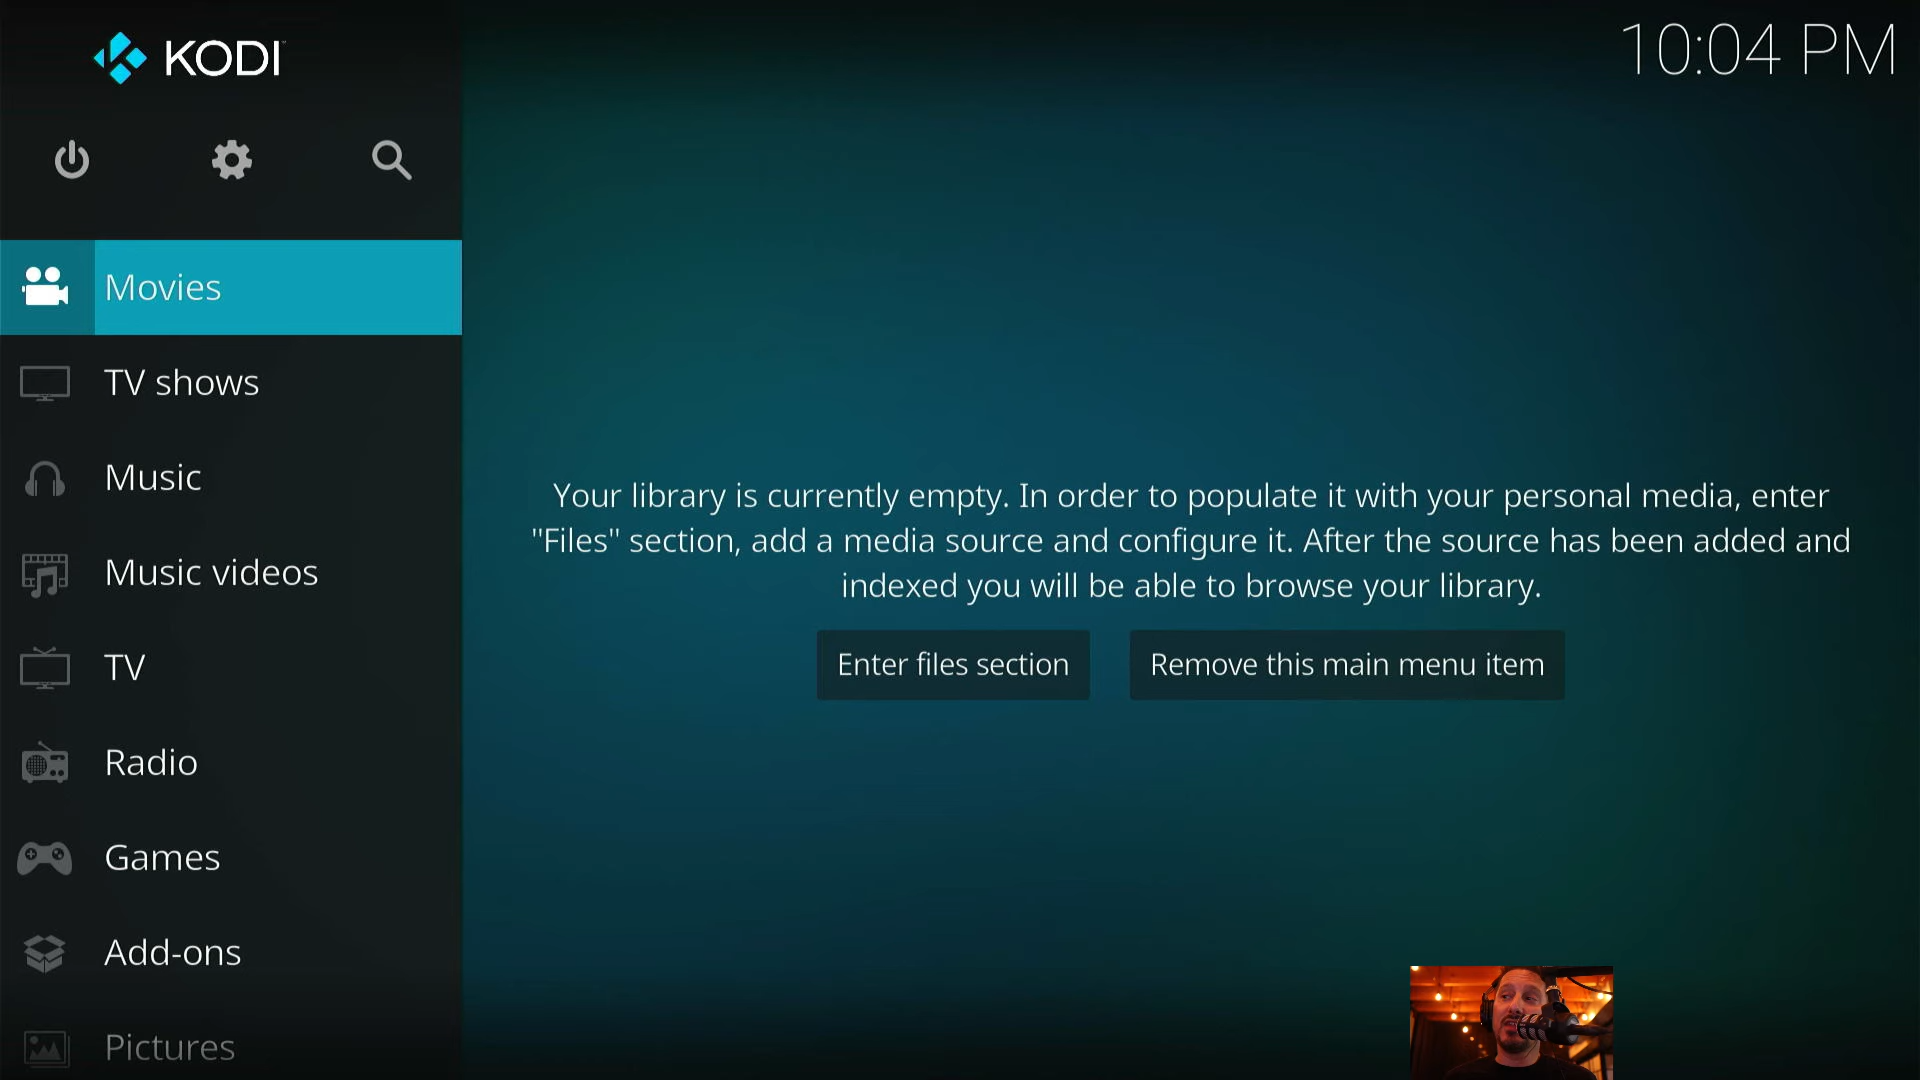 KODI
10:04 PM
Movies
TV shows
Music
Music videos
TV
Radio
Games
Add-ons
Pictures
Your library is currently empty. In order to populate it with your personal media, enter
"Files" section, add a media source and configure it. After the source has been added and
indexed you will be able to browse your library.
Enter files section
Remove this main menu item